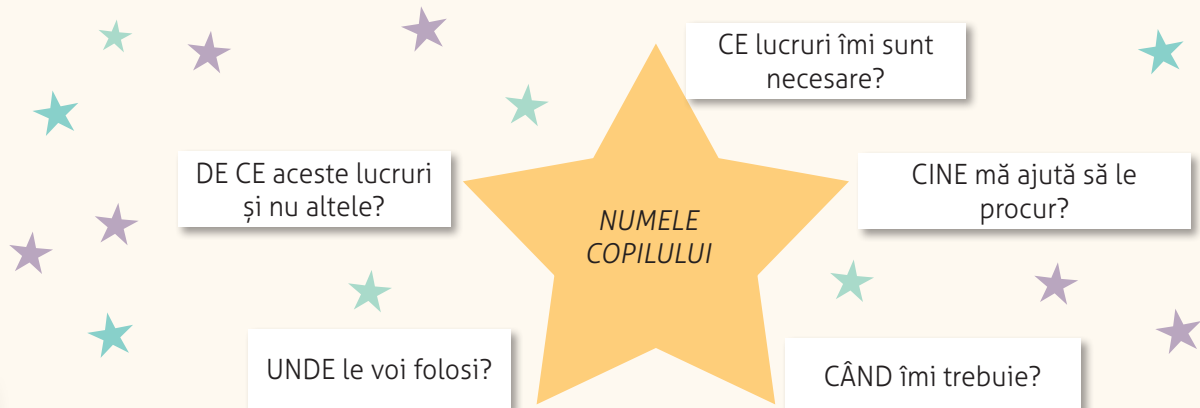 CE lucruri îmi sunt
necesare?
DE CE aceste lucruri
și nu altele?
CINE mă ajută să le
procur?
NUMELE
COPILULUI
UNDE le voi folosi?
CÂND îmi trebuie?